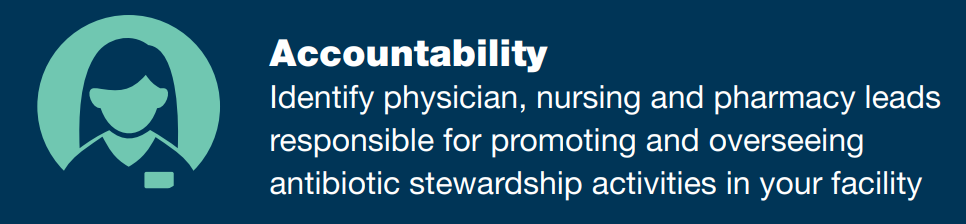 Accountability
Identify physician, nursing and pharmacy leads
responsible for promoting and overseeing
antibiotic stewardship activities in your facility